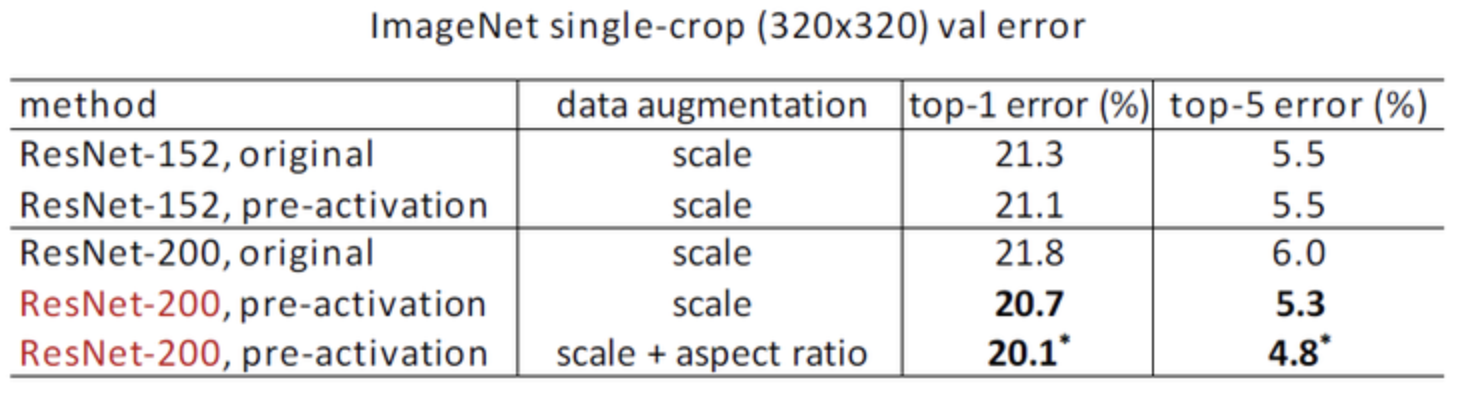 ImageNet single-crop (320x320) val error
method data augmentation top-1 error (%) top-5 error (%)
ResNet-152, original scale 21.3 5.5
ResNet-152, pre-activation scale 21.1 5.5
ResNet-200, original scale 21.8 6.0
ResNet-200, pre-activation scale 20.7 5.3
ResNet-200, pre-activation scale + aspect ratio 20.1* 4.8*